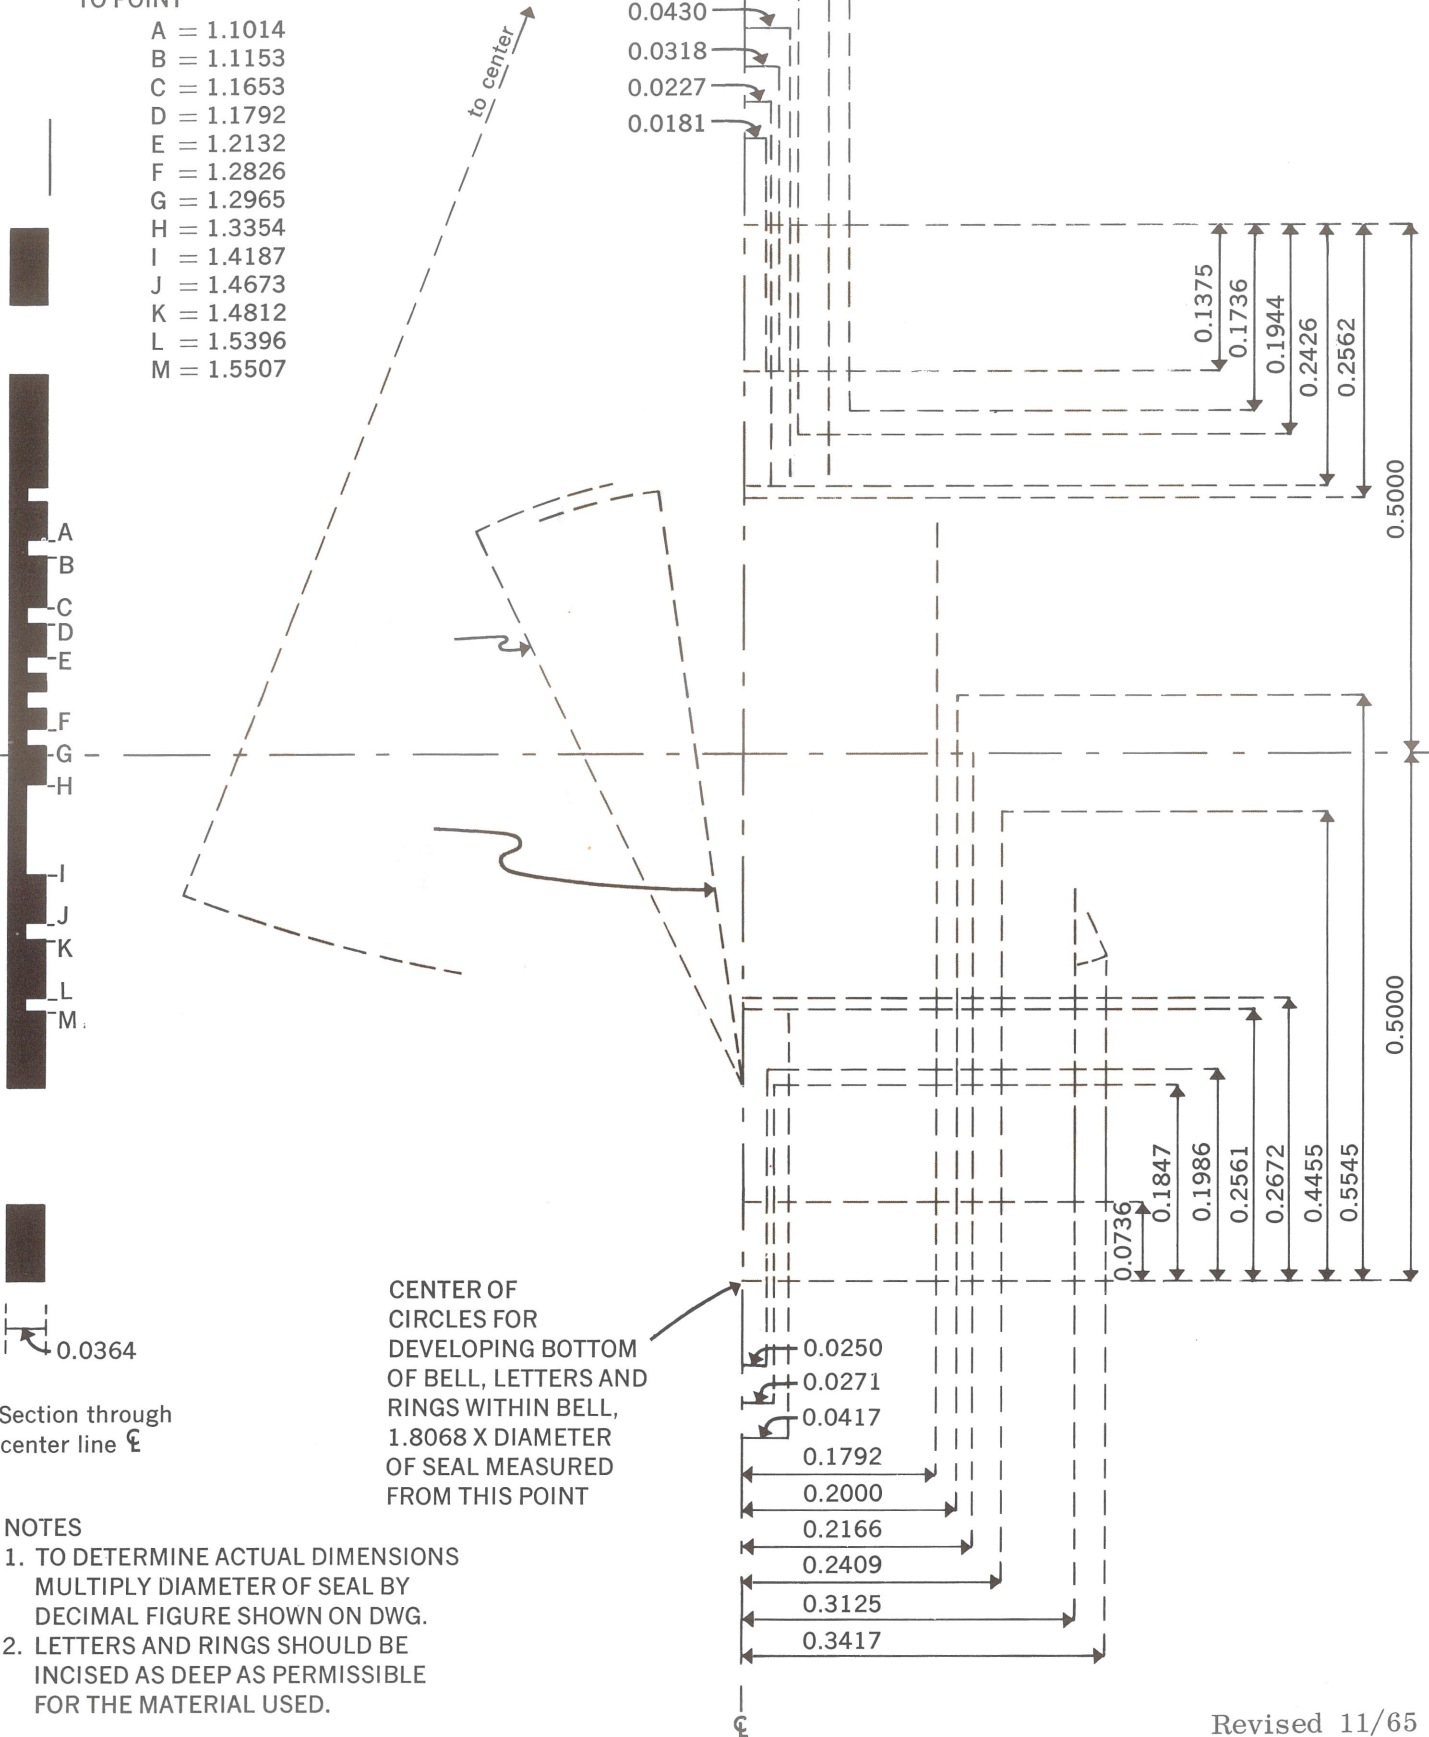 TO POINT
A = 1.1014
B = 1.1153
C = 1.1653
D = 1.1792
E = 1.2132
F = 1.2826
G = 1.2965
H = 1.3354
I = 1.4187
J = 1.4673
K = 1.4812
L = 1.5396
M = 1.5507
to center
0.0430
0.0318
0.0227
0.0181
0.1375
0.1736
0.1944
0.2426
0.2562
0.5000
A
B
C
D
E
F
G
H
I
J
K
L
M
0.5000
0.0736
0.1847
0.1986
0.2561
0.2672
0.4455
0.5545
0.0364
Section through
center line ℄
CENTER OF
CIRCLES FOR
DEVELOPING BOTTOM
OF BELL, LETTERS AND
RINGS WITHIN BELL,
1.8068 X DIAMETER
OF SEAL MEASURED
FROM THIS POINT
0.0250
0.0271
0.0417
0.1792
0.2000
0.2166
0.2409
0.3125
0.3417
NOTES
1. TO DETERMINE ACTUAL DIMENSIONS
MULTIPLY DIAMETER OF SEAL BY
DECIMAL FIGURE SHOWN ON DWG.
2. LETTERS AND RINGS SHOULD BE
INCISED AS DEEP AS PERMISSIBLE
FOR THE MATERIAL USED.
℄
Revised 11/65